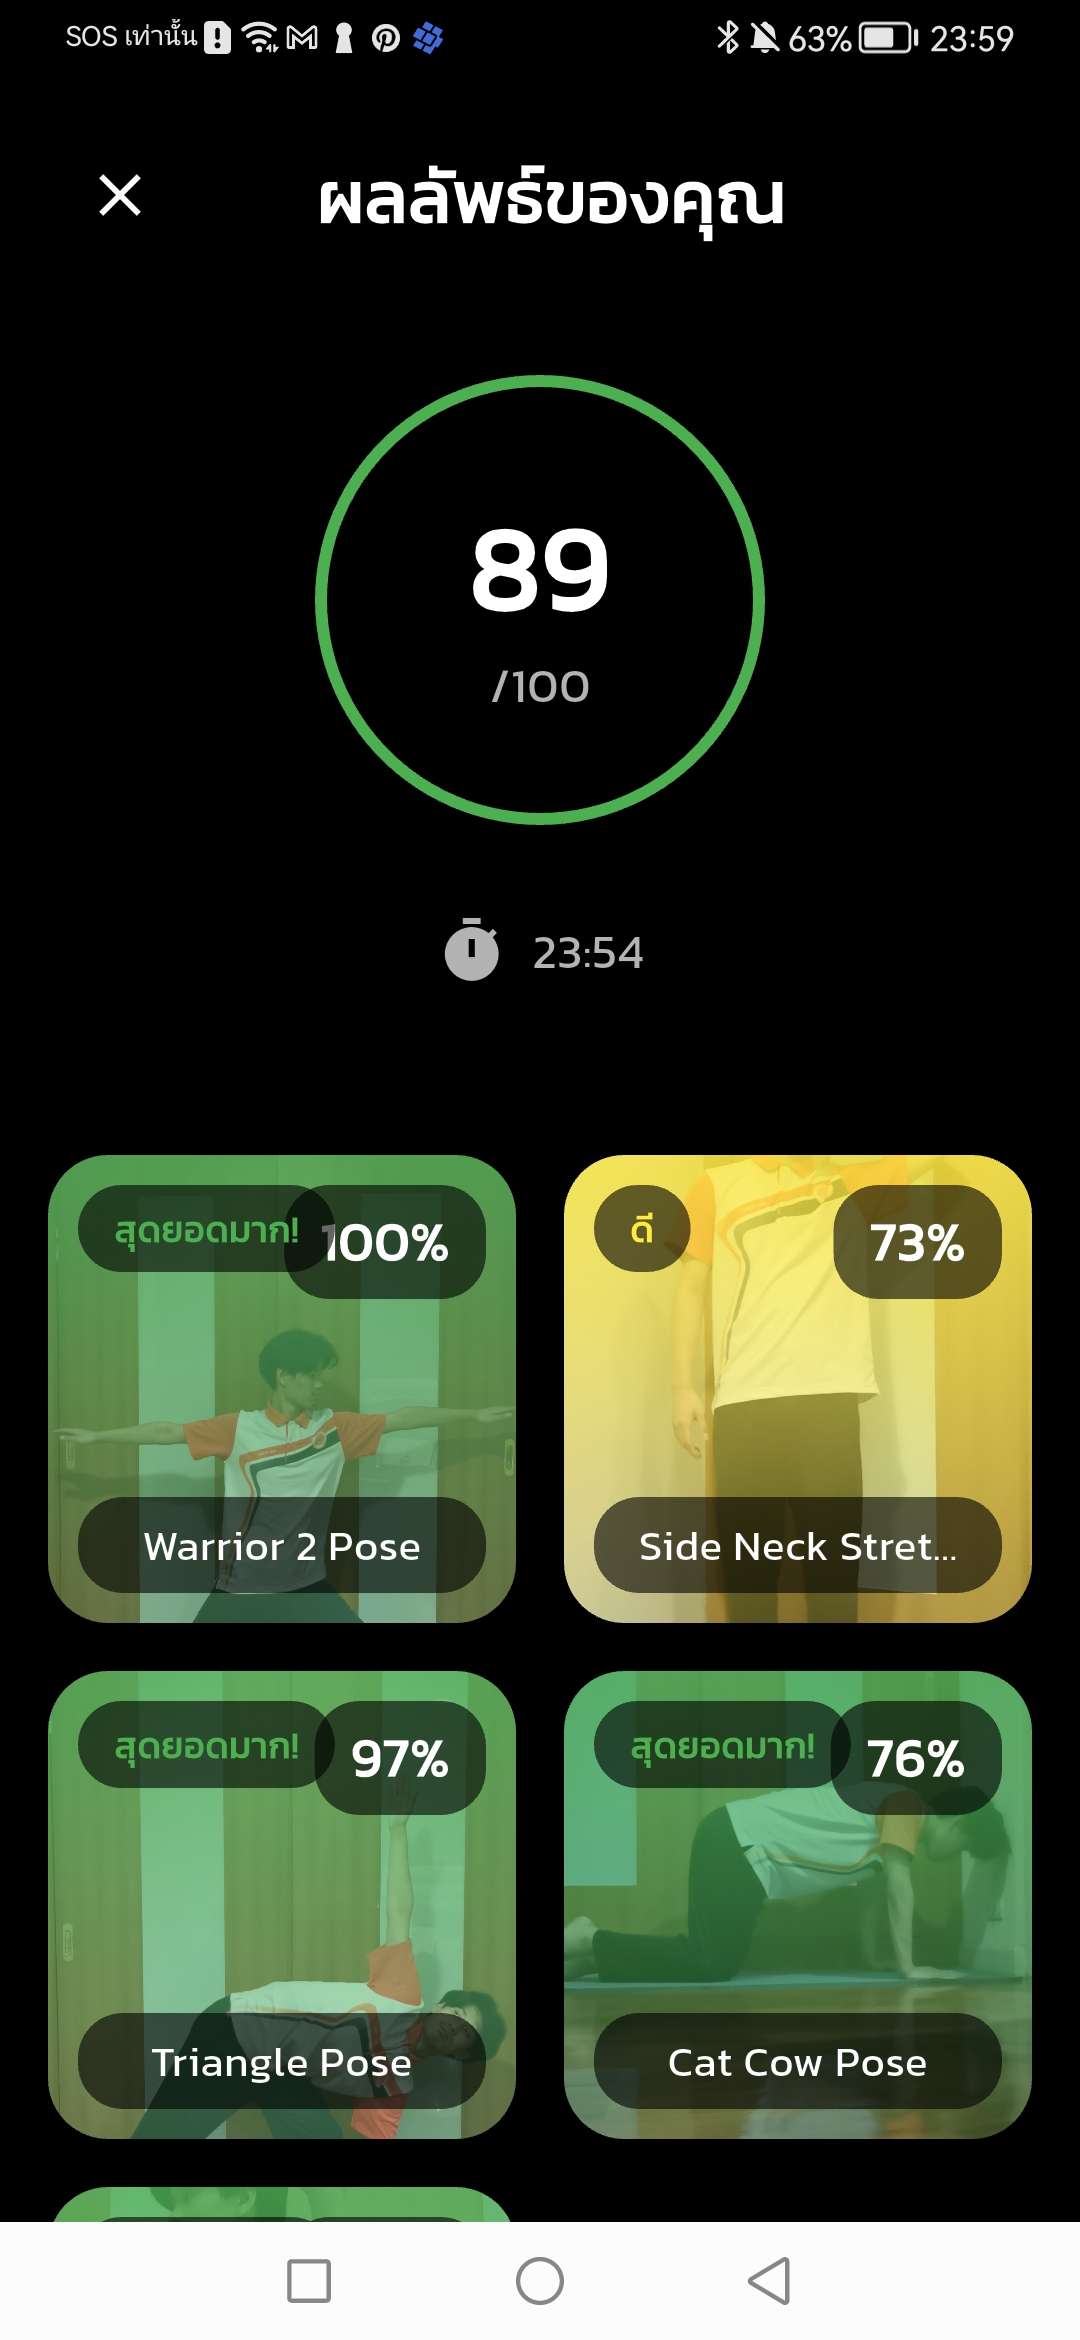 SOS เท่านั้น 63% 23:59
ผลลัพธ์ของคุณ
89
/100
23:54
สุดยอดมาก! 100%
Warrior 2 Pose
ดี 73%
Side Neck Stret...
สุดยอดมาก! 97%
Triangle Pose
สุดยอดมาก! 76%
Cat Cow Pose